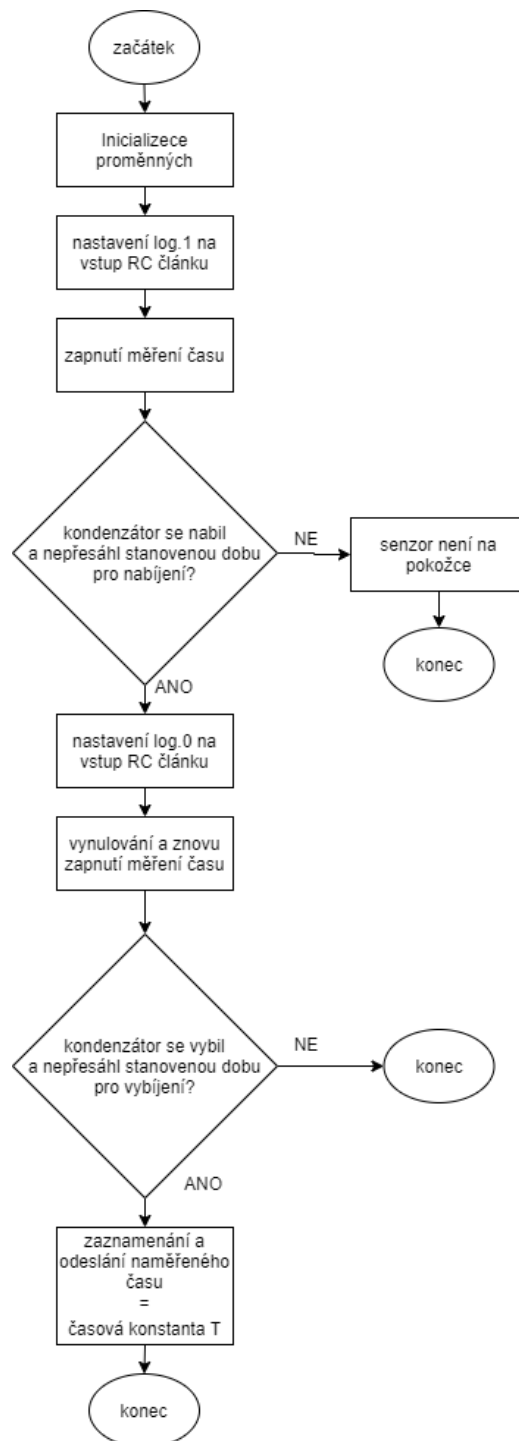 začátek
Inicializece
proměnných
nastavení log.1 na
vstup RC článku
zapnutí měření času
kondenzátor se nabil
a nepřesáhl stanovenou dobu
pro nabíjení?
NE
senzor není na
pokožce
konec
ANO
nastavení log.0 na
vstup RC článku
vynulování a znovu
zapnutí měření času
kondenzátor se vybil
a nepřesáhl stanovenou dobu
pro vybíjení?
NE
konec
ANO
zaznamenání a
odeslání naměřeného
času
=
časová konstanta T
konec